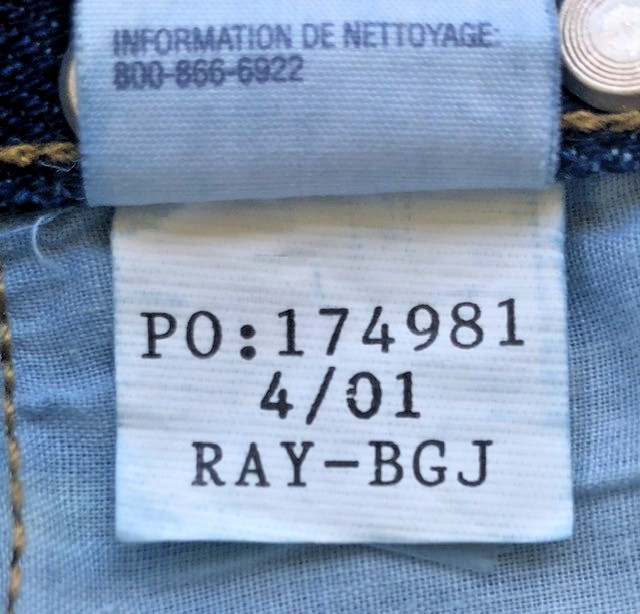 INFORMATION DE NETTOYAGE:
800-866-6922
PO:174981
4/01
RAY-BGJ